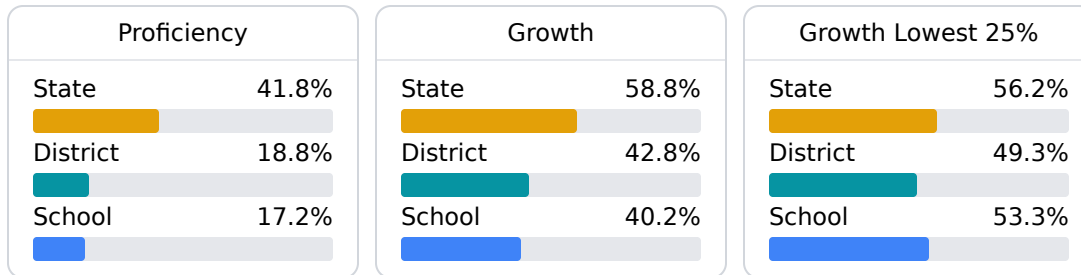 Proficiency
State 41.8%
District 18.8%
School 17.2%
Growth
State 58.8%
District 42.8%
School 40.2%
Growth Lowest 25%
State 56.2%
District 49.3%
School 53.3%